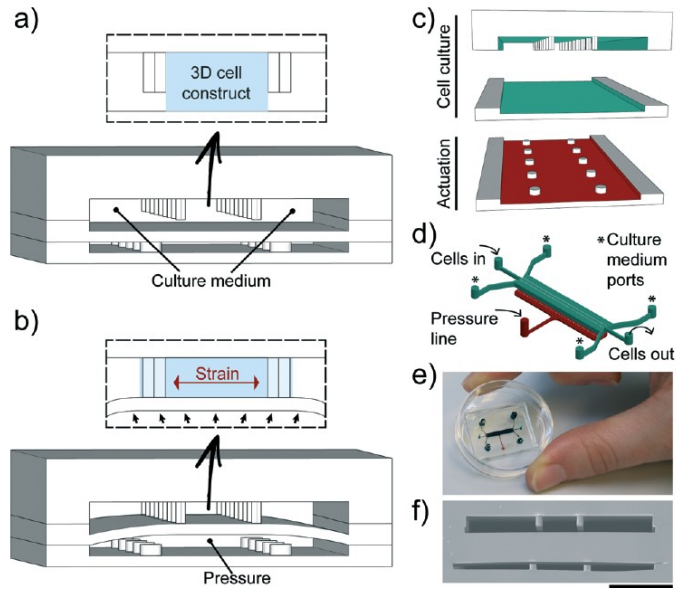 a)
3D cell
construct
Culture medium
b)
Strain
Pressure
c)
Cell culture
Actuation
d)
Cells in
*
*
*Culture
medium
ports
*
Pressure
line
*
Cells out
e)
f)